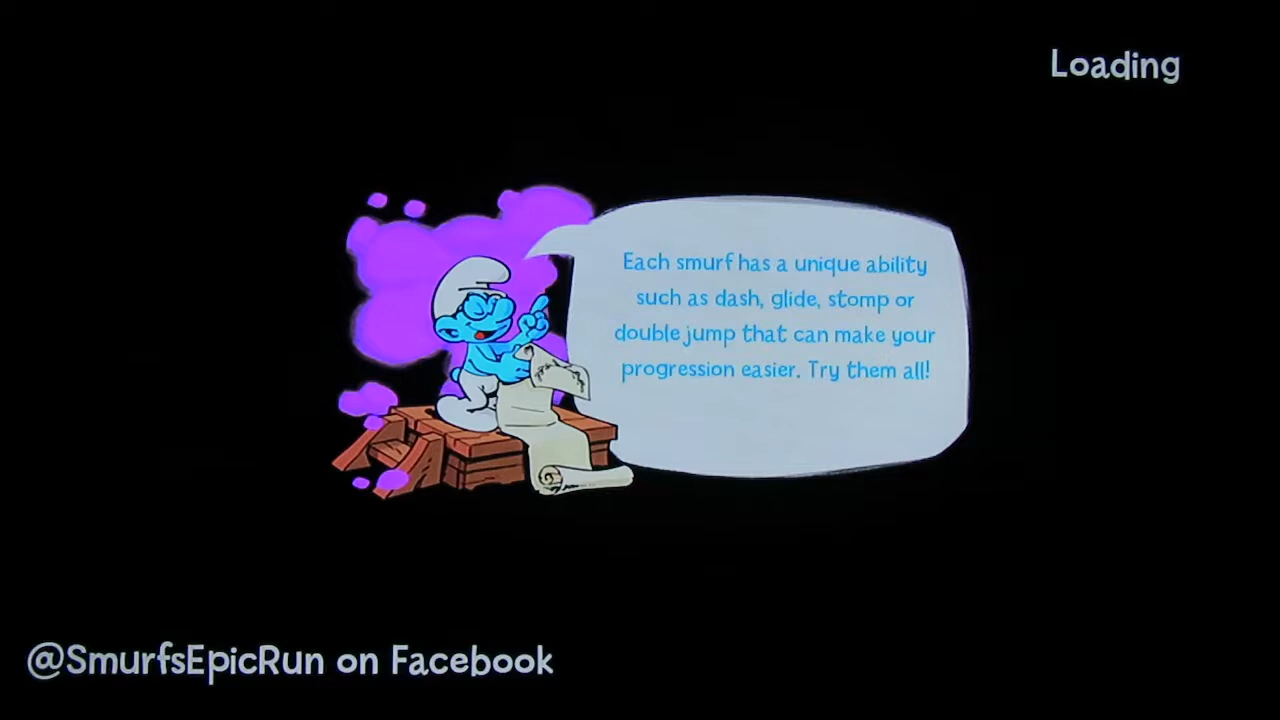 Loading
Each smurf has a unique ability
such as dash, glide, stomp or
double jump that can make your
progression easier. Try them all!
@SmurfsEpicRun on Facebook